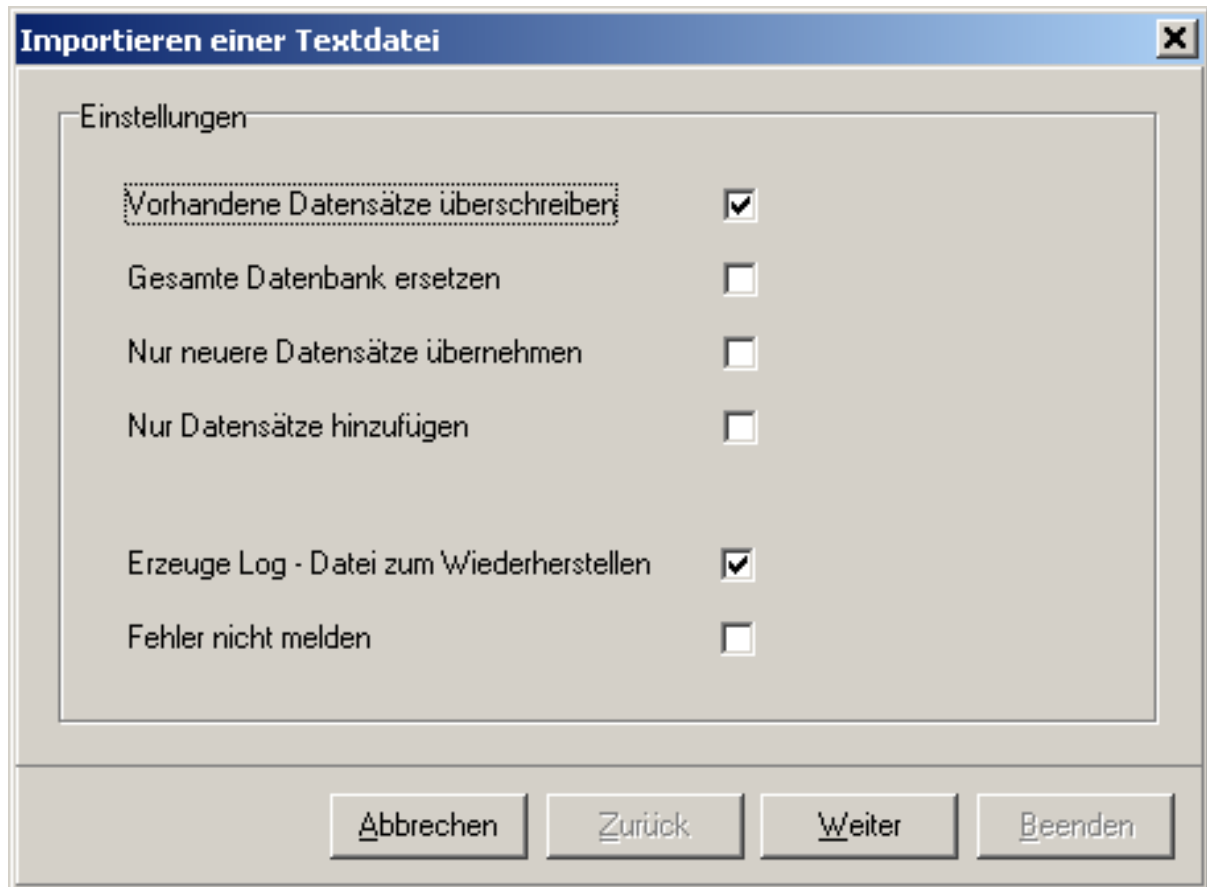 Importieren einer Textdatei
Einstellungen
Vorhandene Datensätze überschreiben
Gesamte Datenbank ersetzen
Nur neuere Datensätze übernehmen
Nur Datensätze hinzufügen
Erzeuge Log - Datei zum Wiederherstellen
Fehler nicht melden
Abbrechen Zurück Weiter Beenden